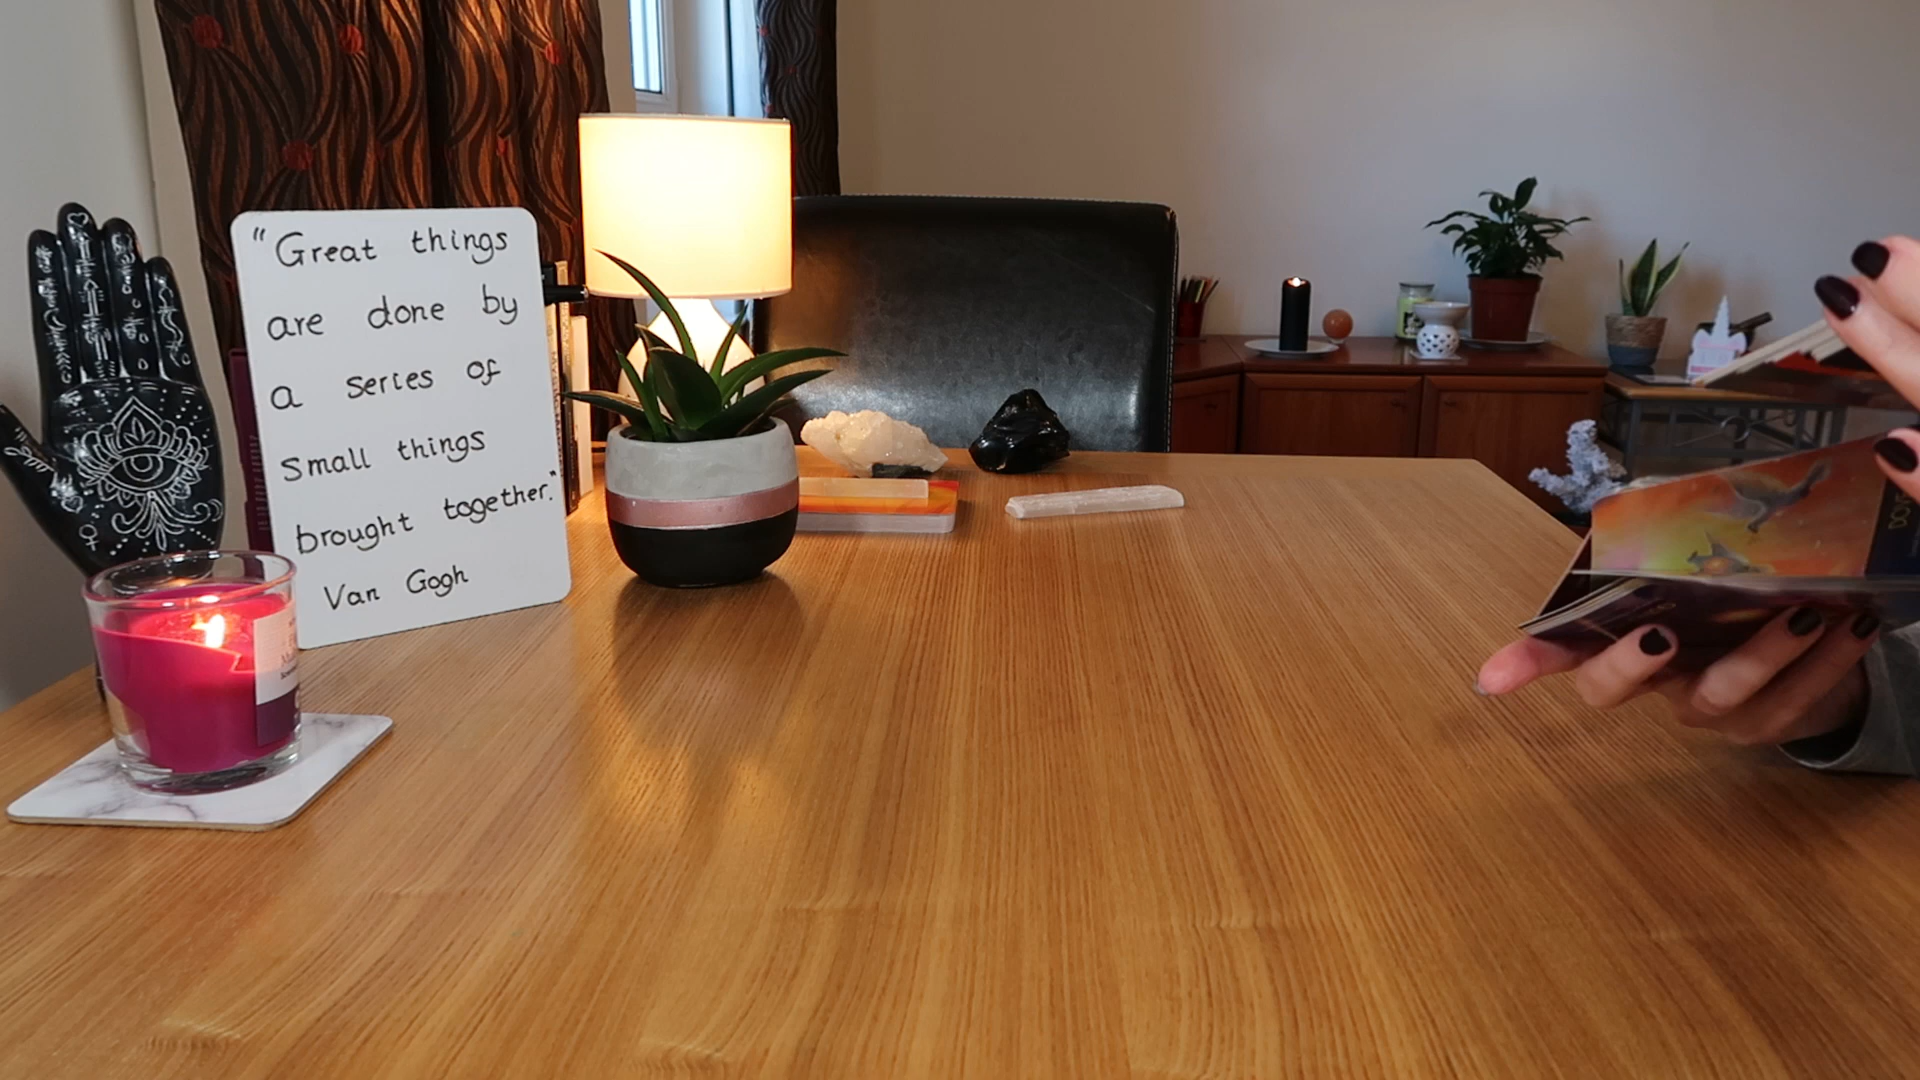 "Great things
are done by
a series of
small things
brought together."
Van Gogh